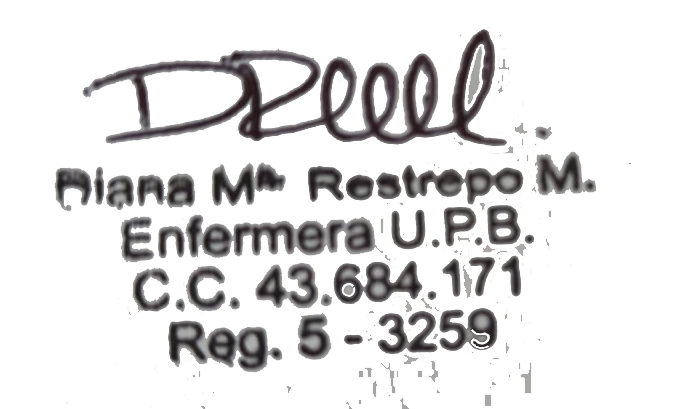 Diana Mª Restrepo M.
Enfermera U.P.B.
C.C. 43.684.171
Reg. 5 - 3259